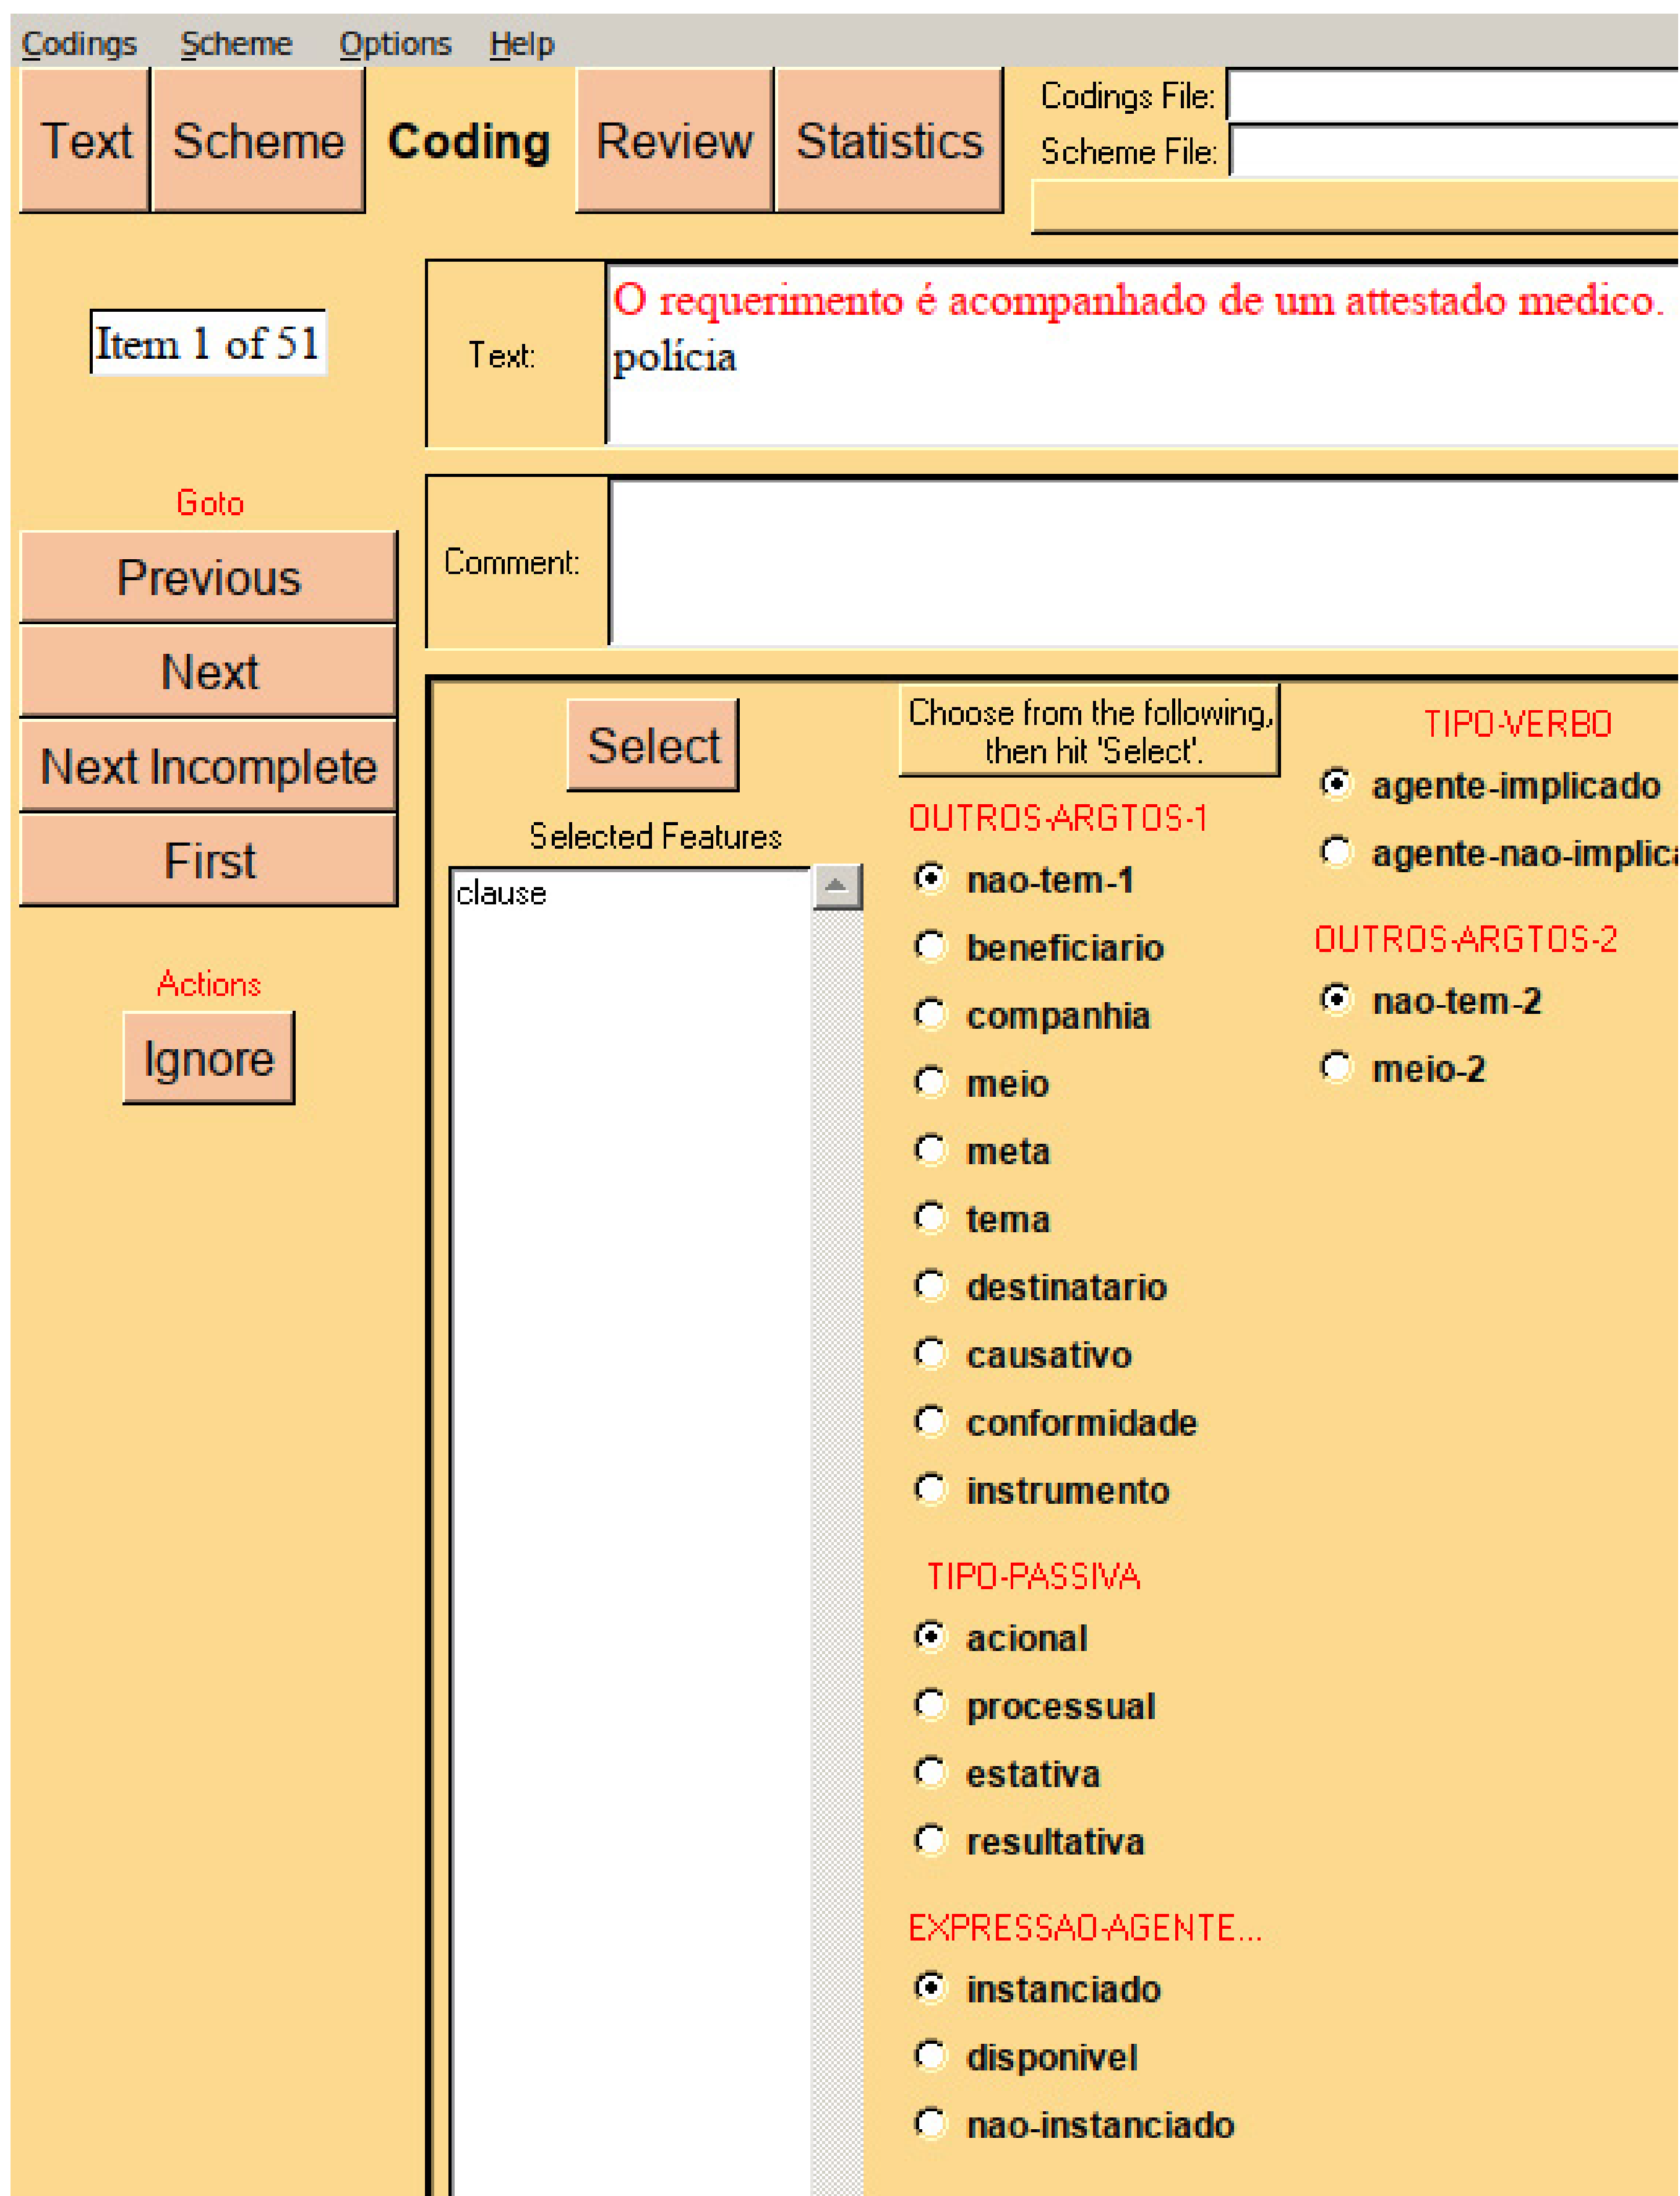 Codings Scheme Options Help
Text Scheme Coding Review Statistics
Codings File:
Scheme File:
Item 1 of 51
Text:
O requerimento é acompanhado de um attestado medico.
polícia
Goto
Previous
Next
Next Incomplete
First
Actions
Ignore
Comment:
Select
Selected Features
clause
Choose from the following,
then hit 'Select'.
OUTROS-ARGTOS-1
nao-tem-1
beneficiario
companhia
meio
meta
tema
destinatario
causativo
conformidade
instrumento
TIPO-PASSIVA
acional
processual
estativa
resultativa
EXPRESSAO-AGENTE...
instanciado
disponivel
nao-instanciado
TIPO-VERBO
agente-implicado
agente-nao-implica
OUTROS-ARGTOS-2
nao-tem-2
meio-2